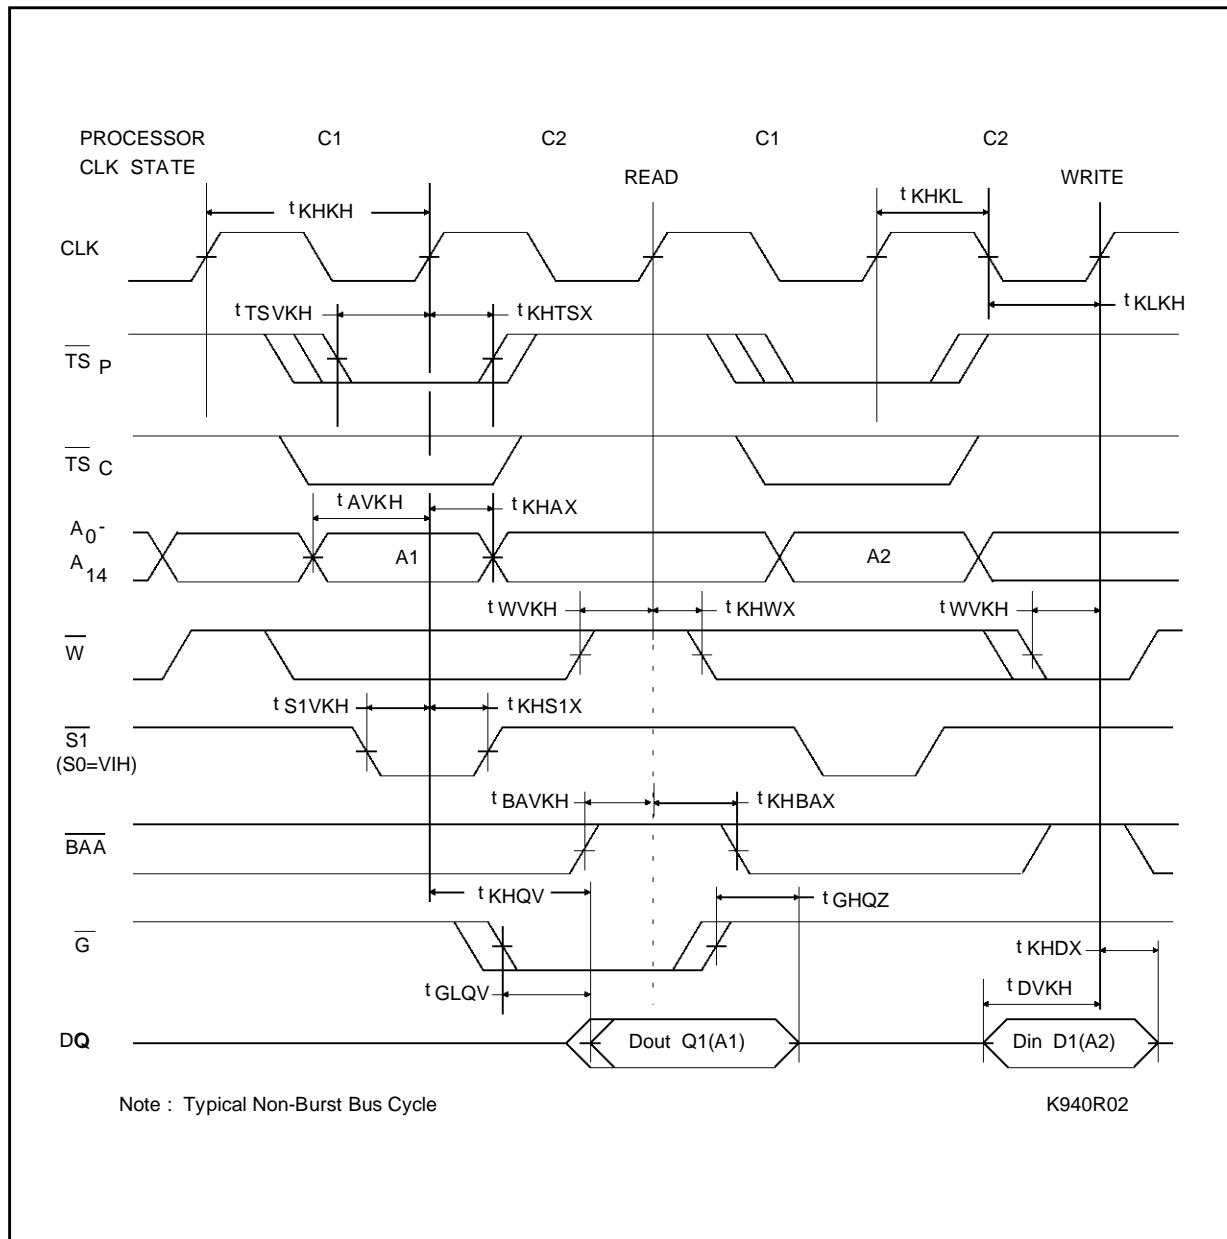 PROCESSOR C1 C2 C1 C2
CLK STATE
READ WRITE
t KHKH t KHKL
CLK
t TSVKH t KHTSX t KLKH
TS P
TS C
t AVKH t KHAX
A0-
A14
A1 A2
t WVKH t KHWX t WVKH
W
t S1VKH t KHS1X
S1
(S0=VIH)
t BAVKH t KHBAX
BAA
t KHQV t GHQZ
G
t KHDX
t GLQV t DVKH
DQ Dout Q1(A1) Din D1(A2)
Note : Typical Non-Burst Bus Cycle K940R02